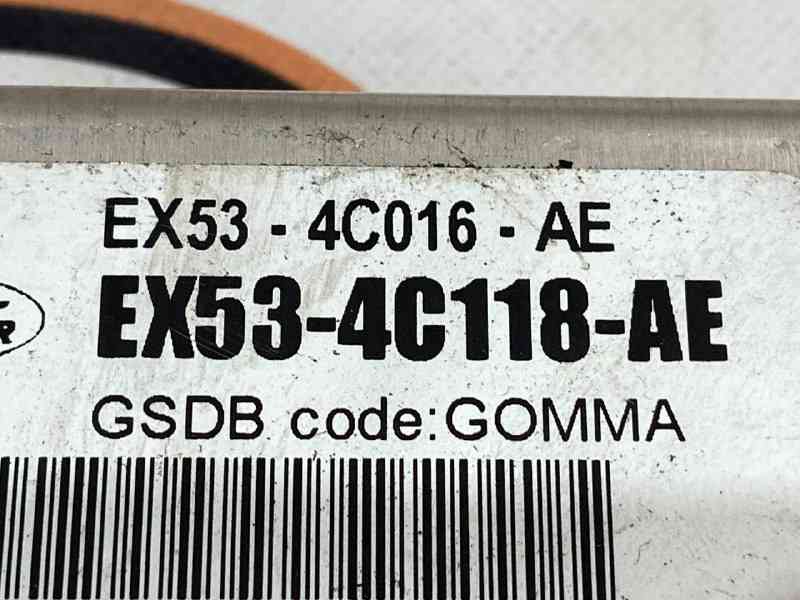 EX53 - 4C016 - AE
EX53-4C118-AE
GSDB code:GOMMA